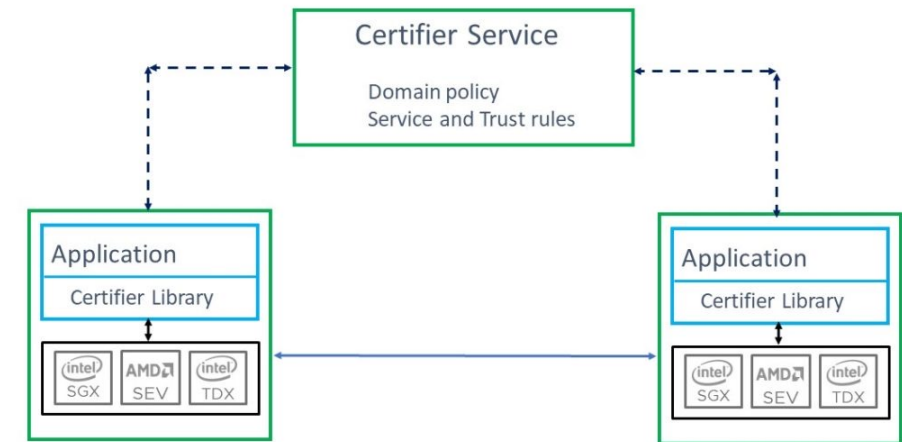 Certifier Service
Domain policy
Service and Trust rules
Application
Certifier Library
intel
SGX
AMD
SEV
intel
TDX
Application
Certifier Library
intel
SGX
AMD
SEV
intel
TDX